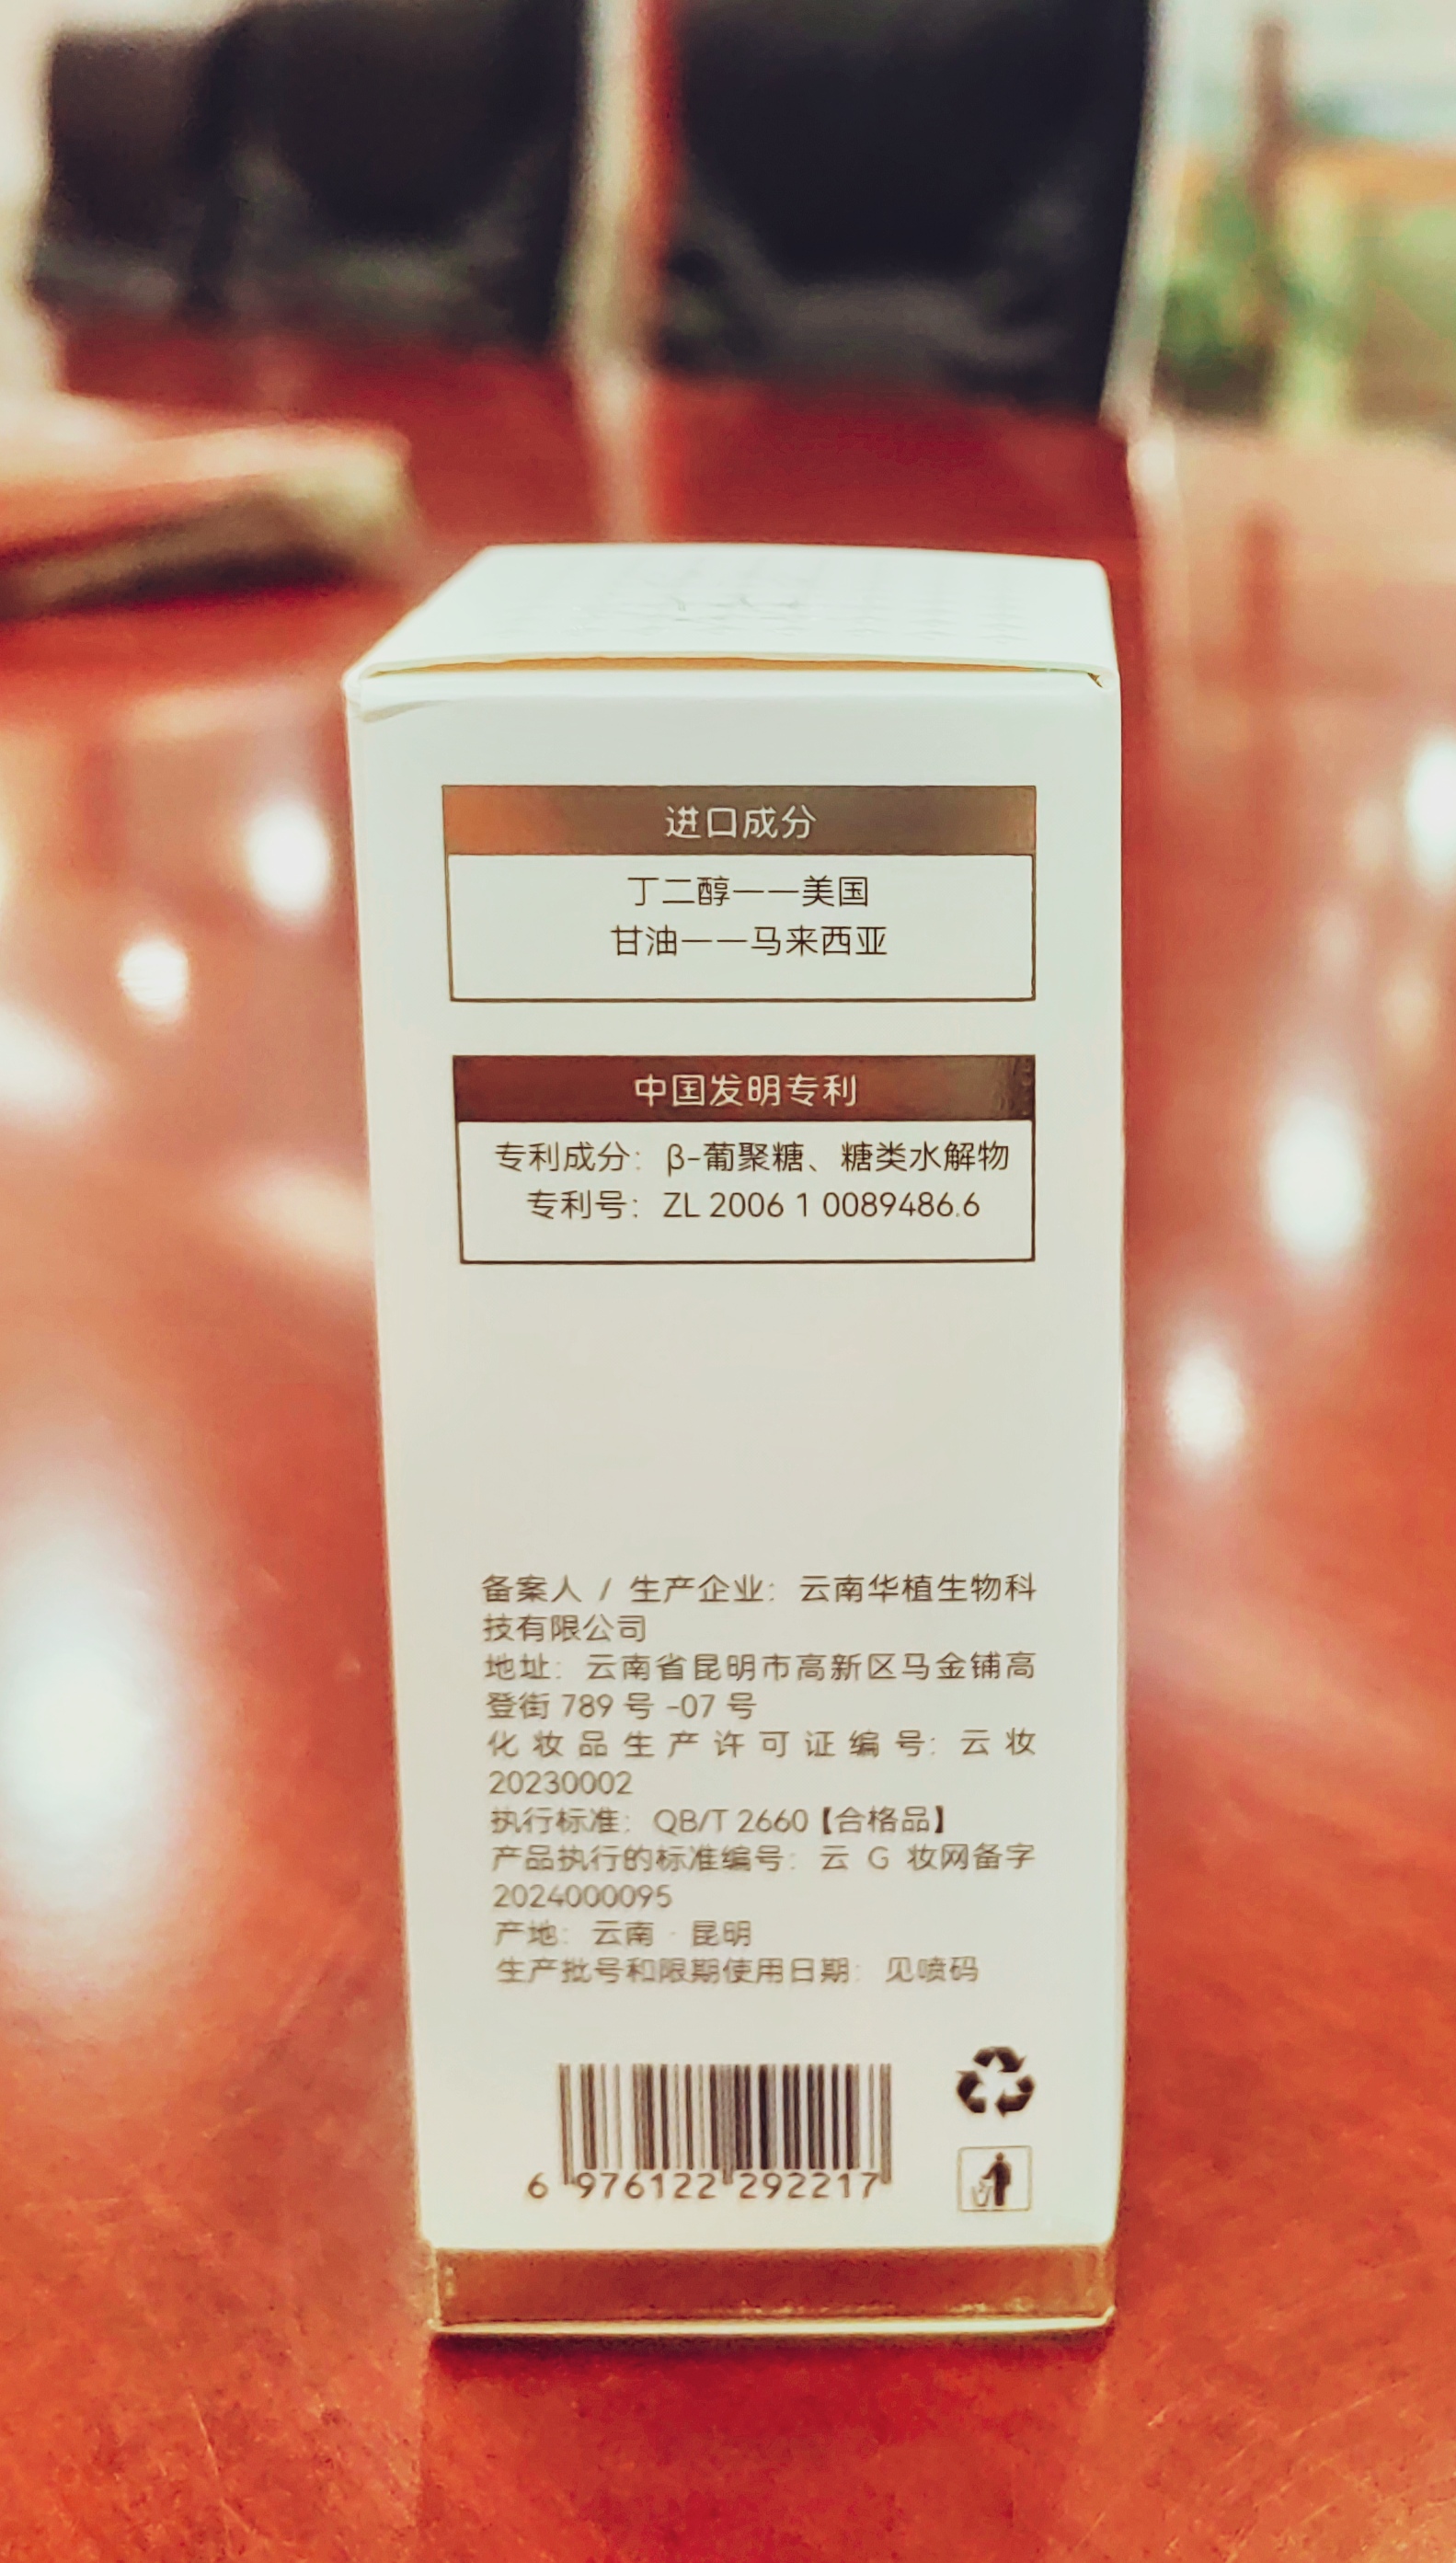 进口成分
丁二醇——美国
甘油——马来西亚
中国发明专利
专利成分：β-葡聚糖、糖类水解物
专利号：ZL 2006 1 0089486.6
备案人 / 生产企业：云南华植生物科
技有限公司
地址：云南省昆明市高新区马金铺高
登街 789 号 -07 号
化妆品生产许可证编号：云妆
20230002
执行标准：QB/T 2660【合格品】
产品执行的标准编号：云 G 妆网备字
2024000095
产地：云南 · 昆明
生产批号和限期使用日期：见喷码
6 976122 292217